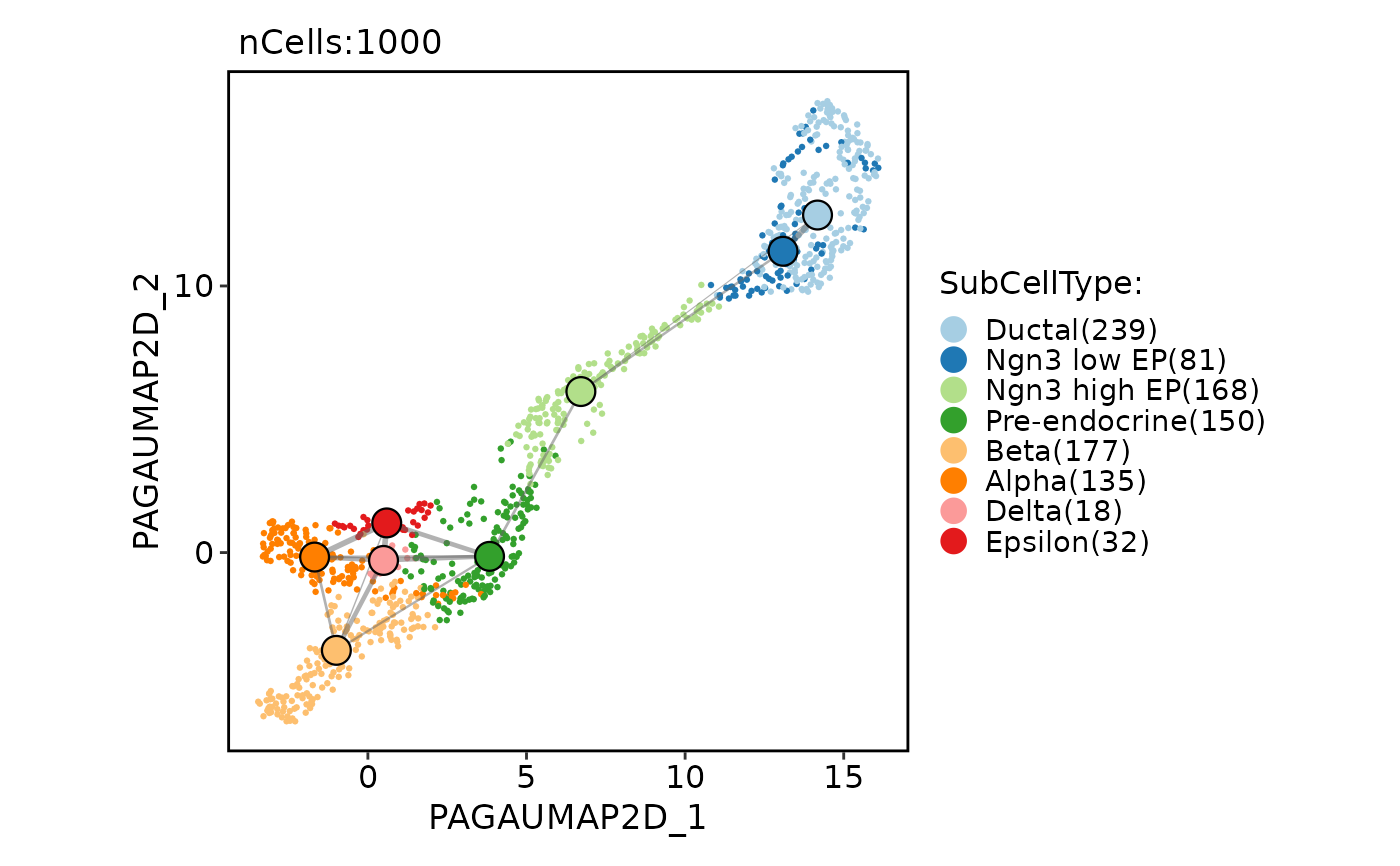 nCells:1000
PAGAUMAP2D_2
10
0
0
5
10
15
PAGAUMAP2D_1
SubCellType:
Ductal(239)
Ngn3 low EP(81)
Ngn3 high EP(168)
Pre-endocrine(150)
Beta(177)
Alpha(135)
Delta(18)
Epsilon(32)